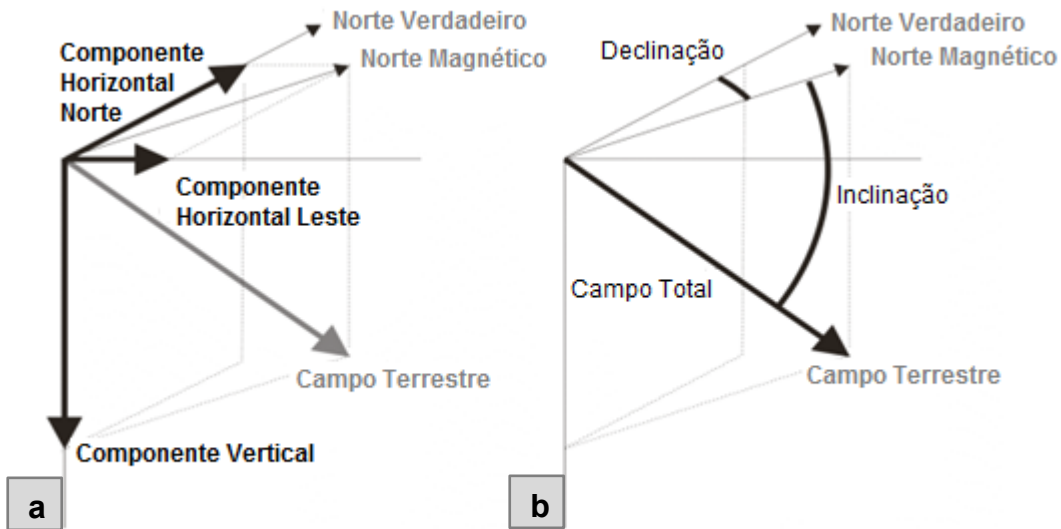 Norte Verdadeiro
Componente
Horizontal
Norte
Norte Magnético
Componente
Horizontal Leste
Campo Terrestre
Componente Vertical
a
Norte Verdadeiro
Declinação
Norte Magnético
Inclinação
Campo Total
Campo Terrestre
b